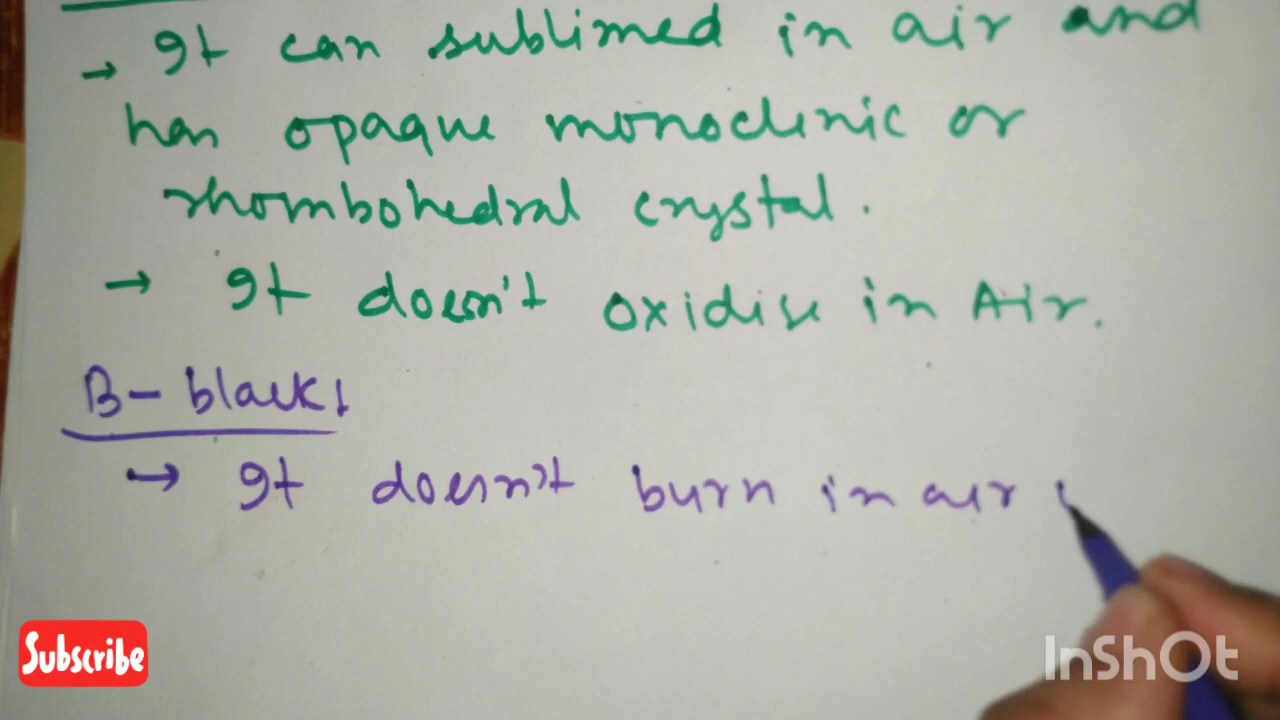 → It can sublimed in air and
has opaque monoclinic or
rhombohedral crystal.
→ It doesn't oxidise in Air.
B- black:
→ It doesn't burn in air
Subscribe
InShOt